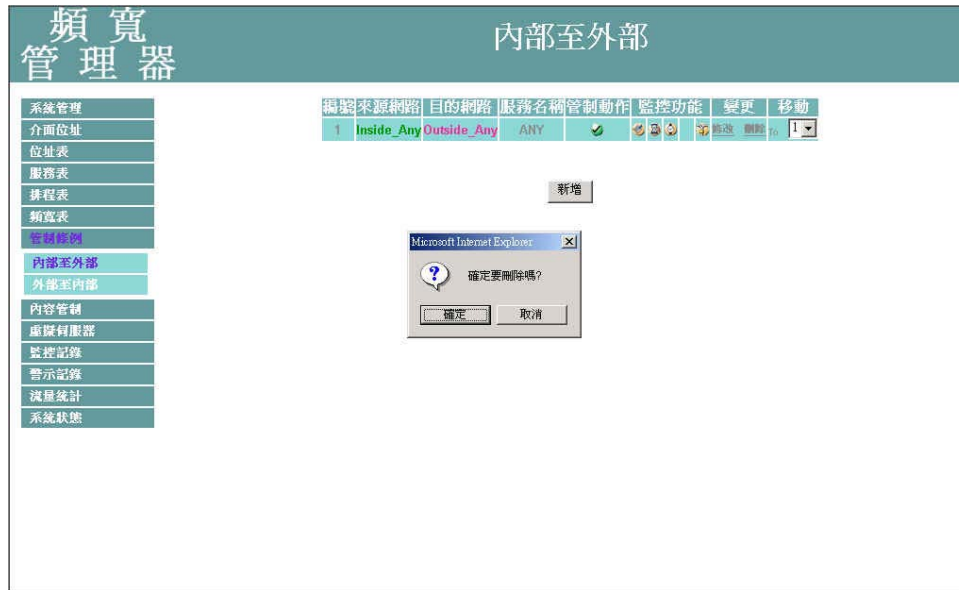 頻寬
管理器
內部至外部
系統管理
介面位址
位址表
服務表
排程表
頻寬表
管制條例
內部至外部
外部至內部
內容管制
虛擬伺服器
監控記錄
警示記錄
流量統計
系統狀態
編號 來源網路 目的網路 服務名稱 管制動作 監控功能 變更 移動
1 Inside_Any Outside_Any ANY 修改 刪除 To 1
新增
Microsoft Internet Explorer
確定要刪除嗎?
確定 取消